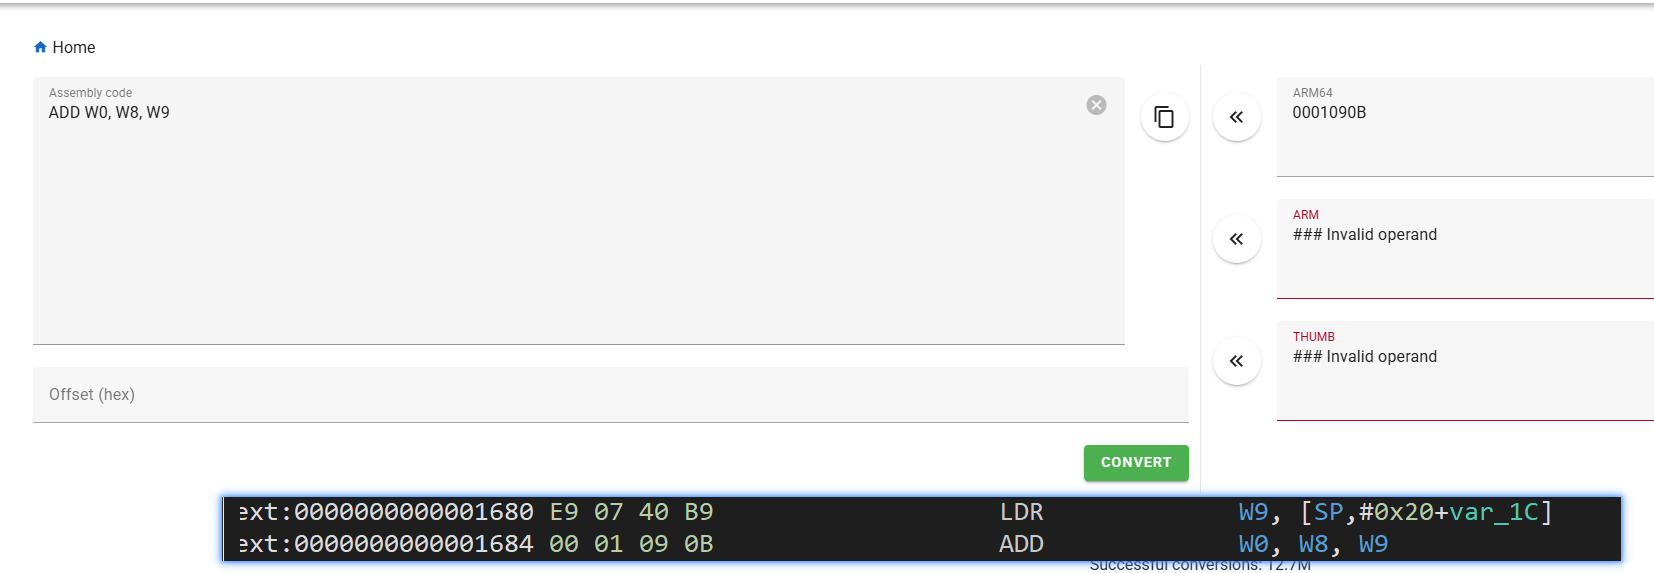 Home
Assembly code
ADD W0, W8, W9
Offset (hex)
CONVERT
ARM64
0001090B
ARM
### Invalid operand
THUMB
### Invalid operand
ext:0000000000001680 E9 07 40 B9 LDR W9, [SP,#0x20+var_1C]
ext:0000000000001684 00 01 09 0B ADD W0, W8, W9
Successful conversions: 12.7M